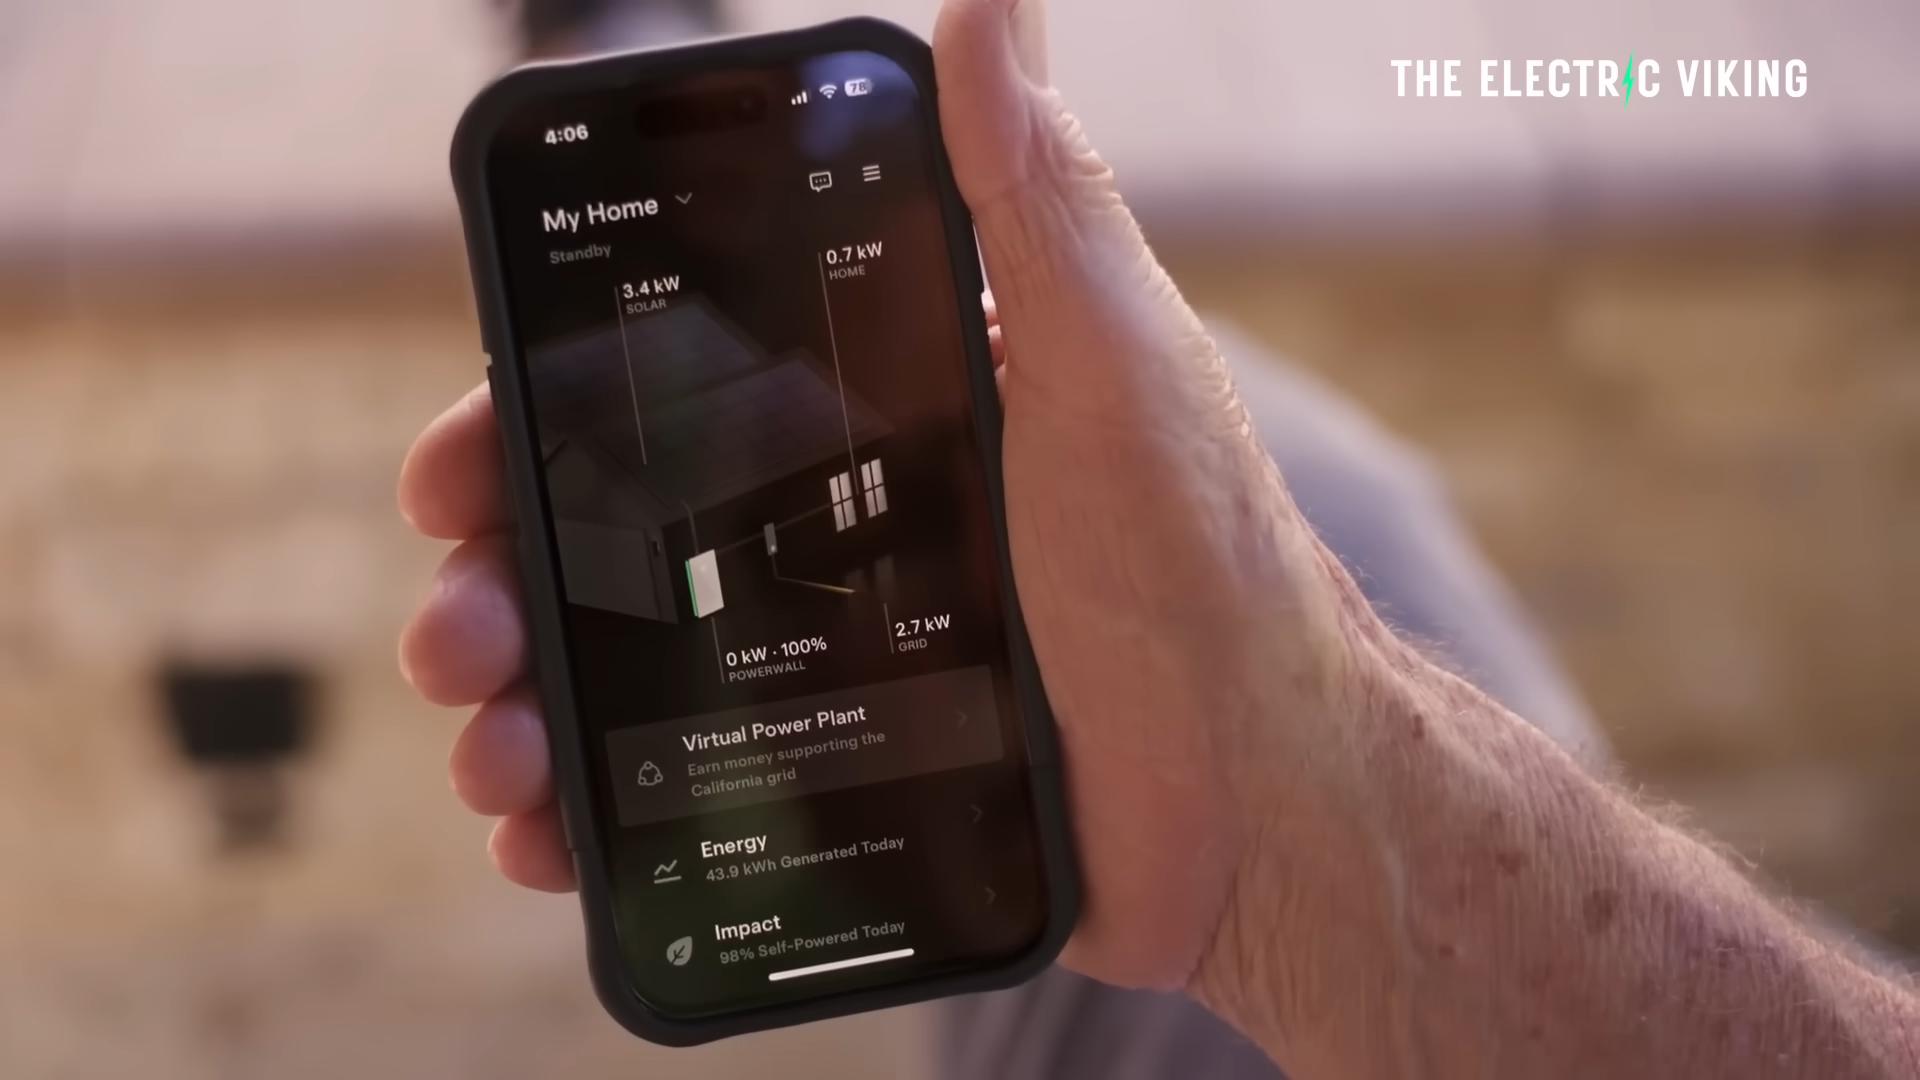 THE ELECTRIC VIKING
4:06
78
My Home
Standby
3.4 kW
SOLAR
0.7 kW
HOME
0 kW · 100%
POWERWALL
2.7 kW
GRID
Virtual Power Plant
Earn money supporting the
California grid
Energy
43.9 kWh Generated Today
Impact
98% Self-Powered Today